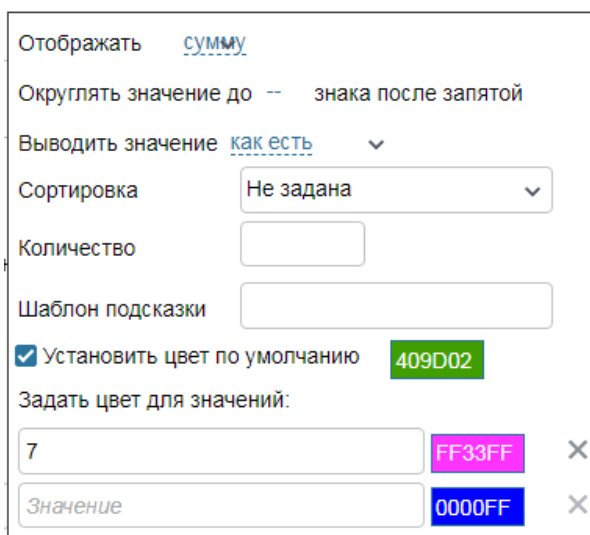 Отображать сумму
Округлять значение до -- знака после запятой
Выводить значение как есть
Сортировка Не задана
Количество
Шаблон подсказки
Установить цвет по умолчанию 409D02
Задать цвет для значений:
7 FF33FF
Значение 0000FF